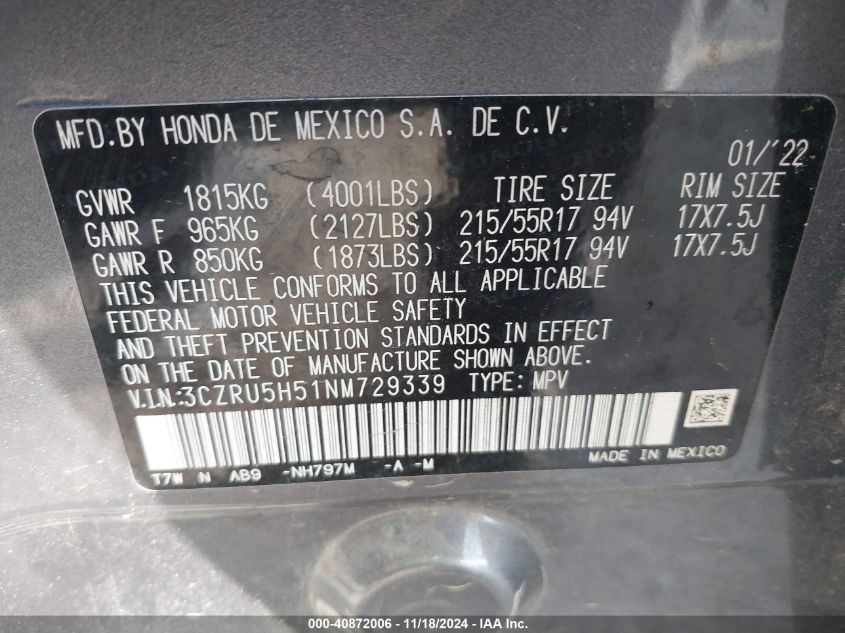 MFD.BY HONDA DE MEXICO S.A. DE C.V.
01/'22
GVWR 1815KG (4001LBS) TIRE SIZE RIM SIZE
GAWR F 965KG (2127LBS) 215/55R17 94V 17X7.5J
GAWR R 850KG (1873LBS) 215/55R17 94V 17X7.5J
THIS VEHICLE CONFORMS TO ALL APPLICABLE
FEDERAL MOTOR VEHICLE SAFETY
AND THEFT PREVENTION STANDARDS IN EFFECT
ON THE DATE OF MANUFACTURE SHOWN ABOVE.
V.I.N:3CZRU5H51NM729339 TYPE: MPV
T7W N AB9 -NH797M -A -M
MADE IN MEXICO
00-40872006 - 11/18/2024 - 1YSLFA